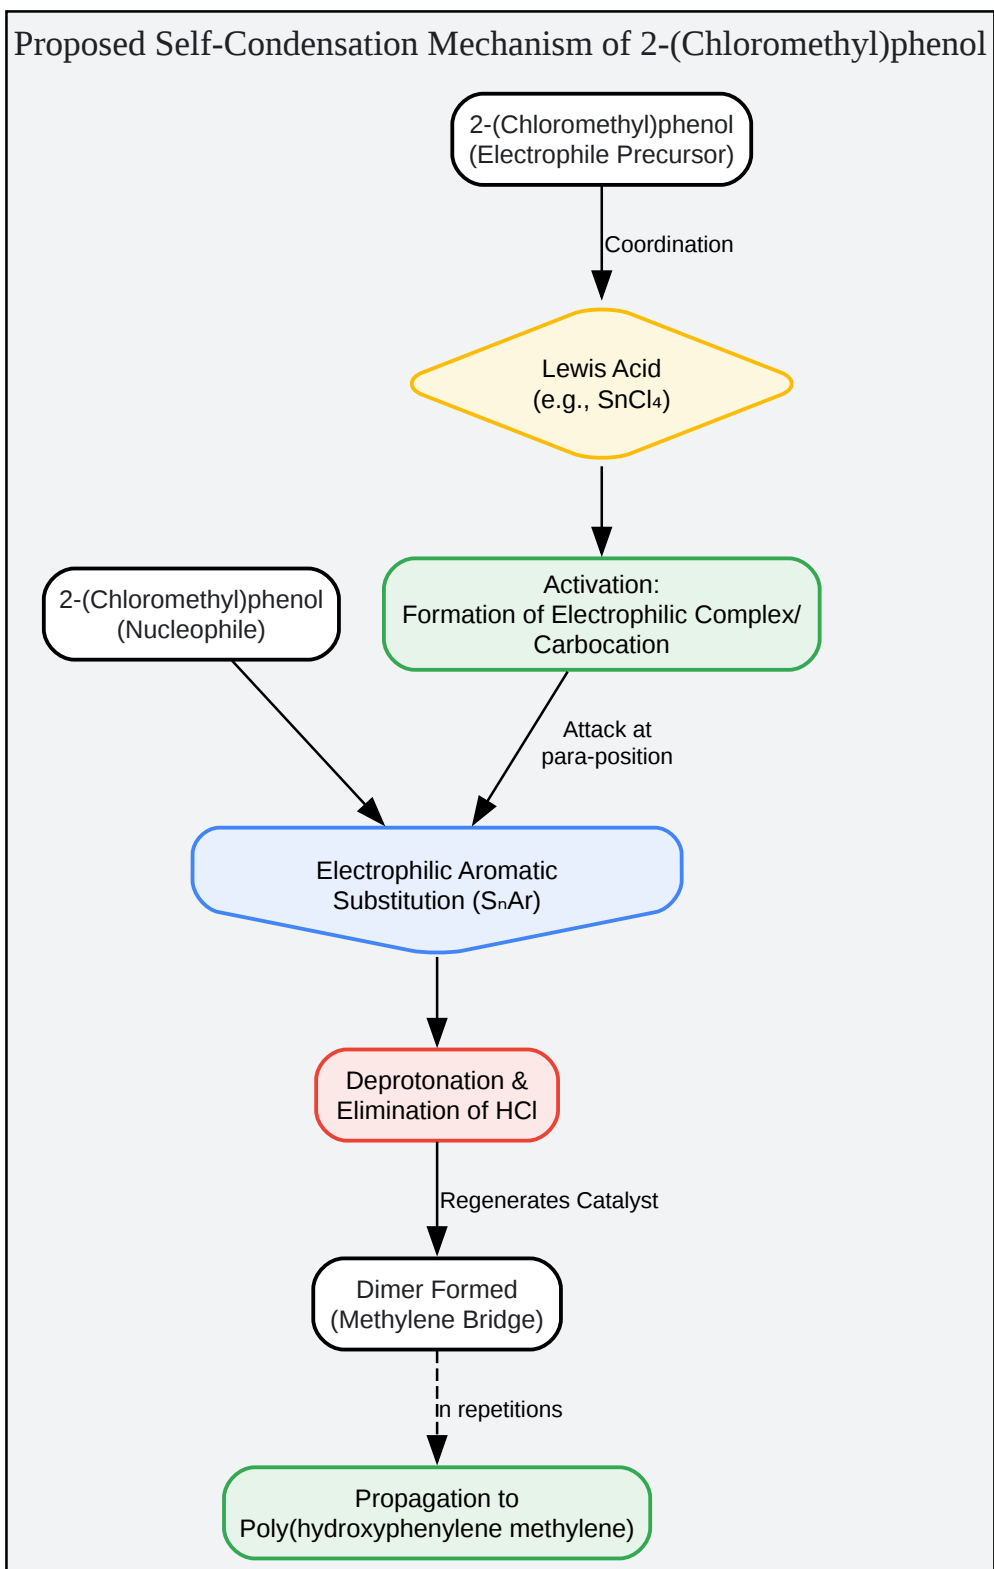 Proposed Self-Condensation Mechanism of 2-(Chloromethyl)phenol
2-(Chloromethyl)phenol
(Electrophile Precursor)
Coordination
Lewis Acid
(e.g., SnCl₄)
Activation:
Formation of Electrophilic Complex/
Carbocation
2-(Chloromethyl)phenol
(Nucleophile)
Attack at
para-position
Electrophilic Aromatic
Substitution (SₙAr)
Deprotonation &
Elimination of HCl
Regenerates Catalyst
Dimer Formed
(Methylene Bridge)
n repetitions
Propagation to
Poly(hydroxyphenylene methylene)